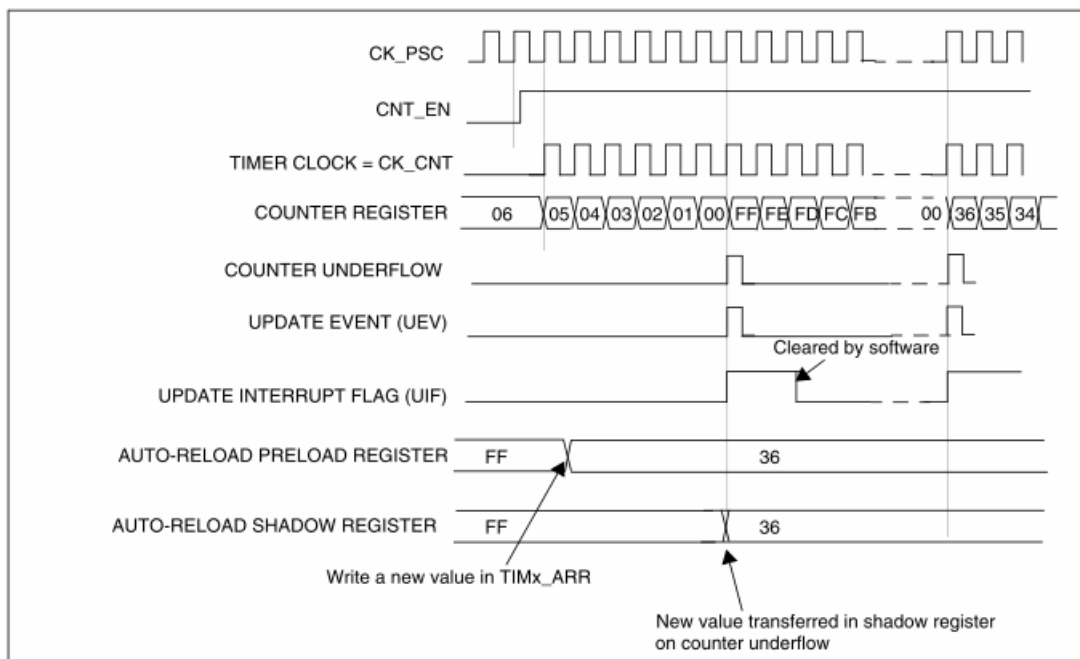 CK_PSC
CNT_EN
TIMER CLOCK = CK_CNT
COUNTER REGISTER 06 05 04 03 02 01 00 FF FE FD FC FB 00 36 35 34
COUNTER UNDERFLOW
UPDATE EVENT (UEV)
Cleared by software
UPDATE INTERRUPT FLAG (UIF)
AUTO-RELOAD PRELOAD REGISTER FF 36
AUTO-RELOAD SHADOW REGISTER FF 36
Write a new value in TIMx_ARR
New value transferred in shadow register
on counter underflow